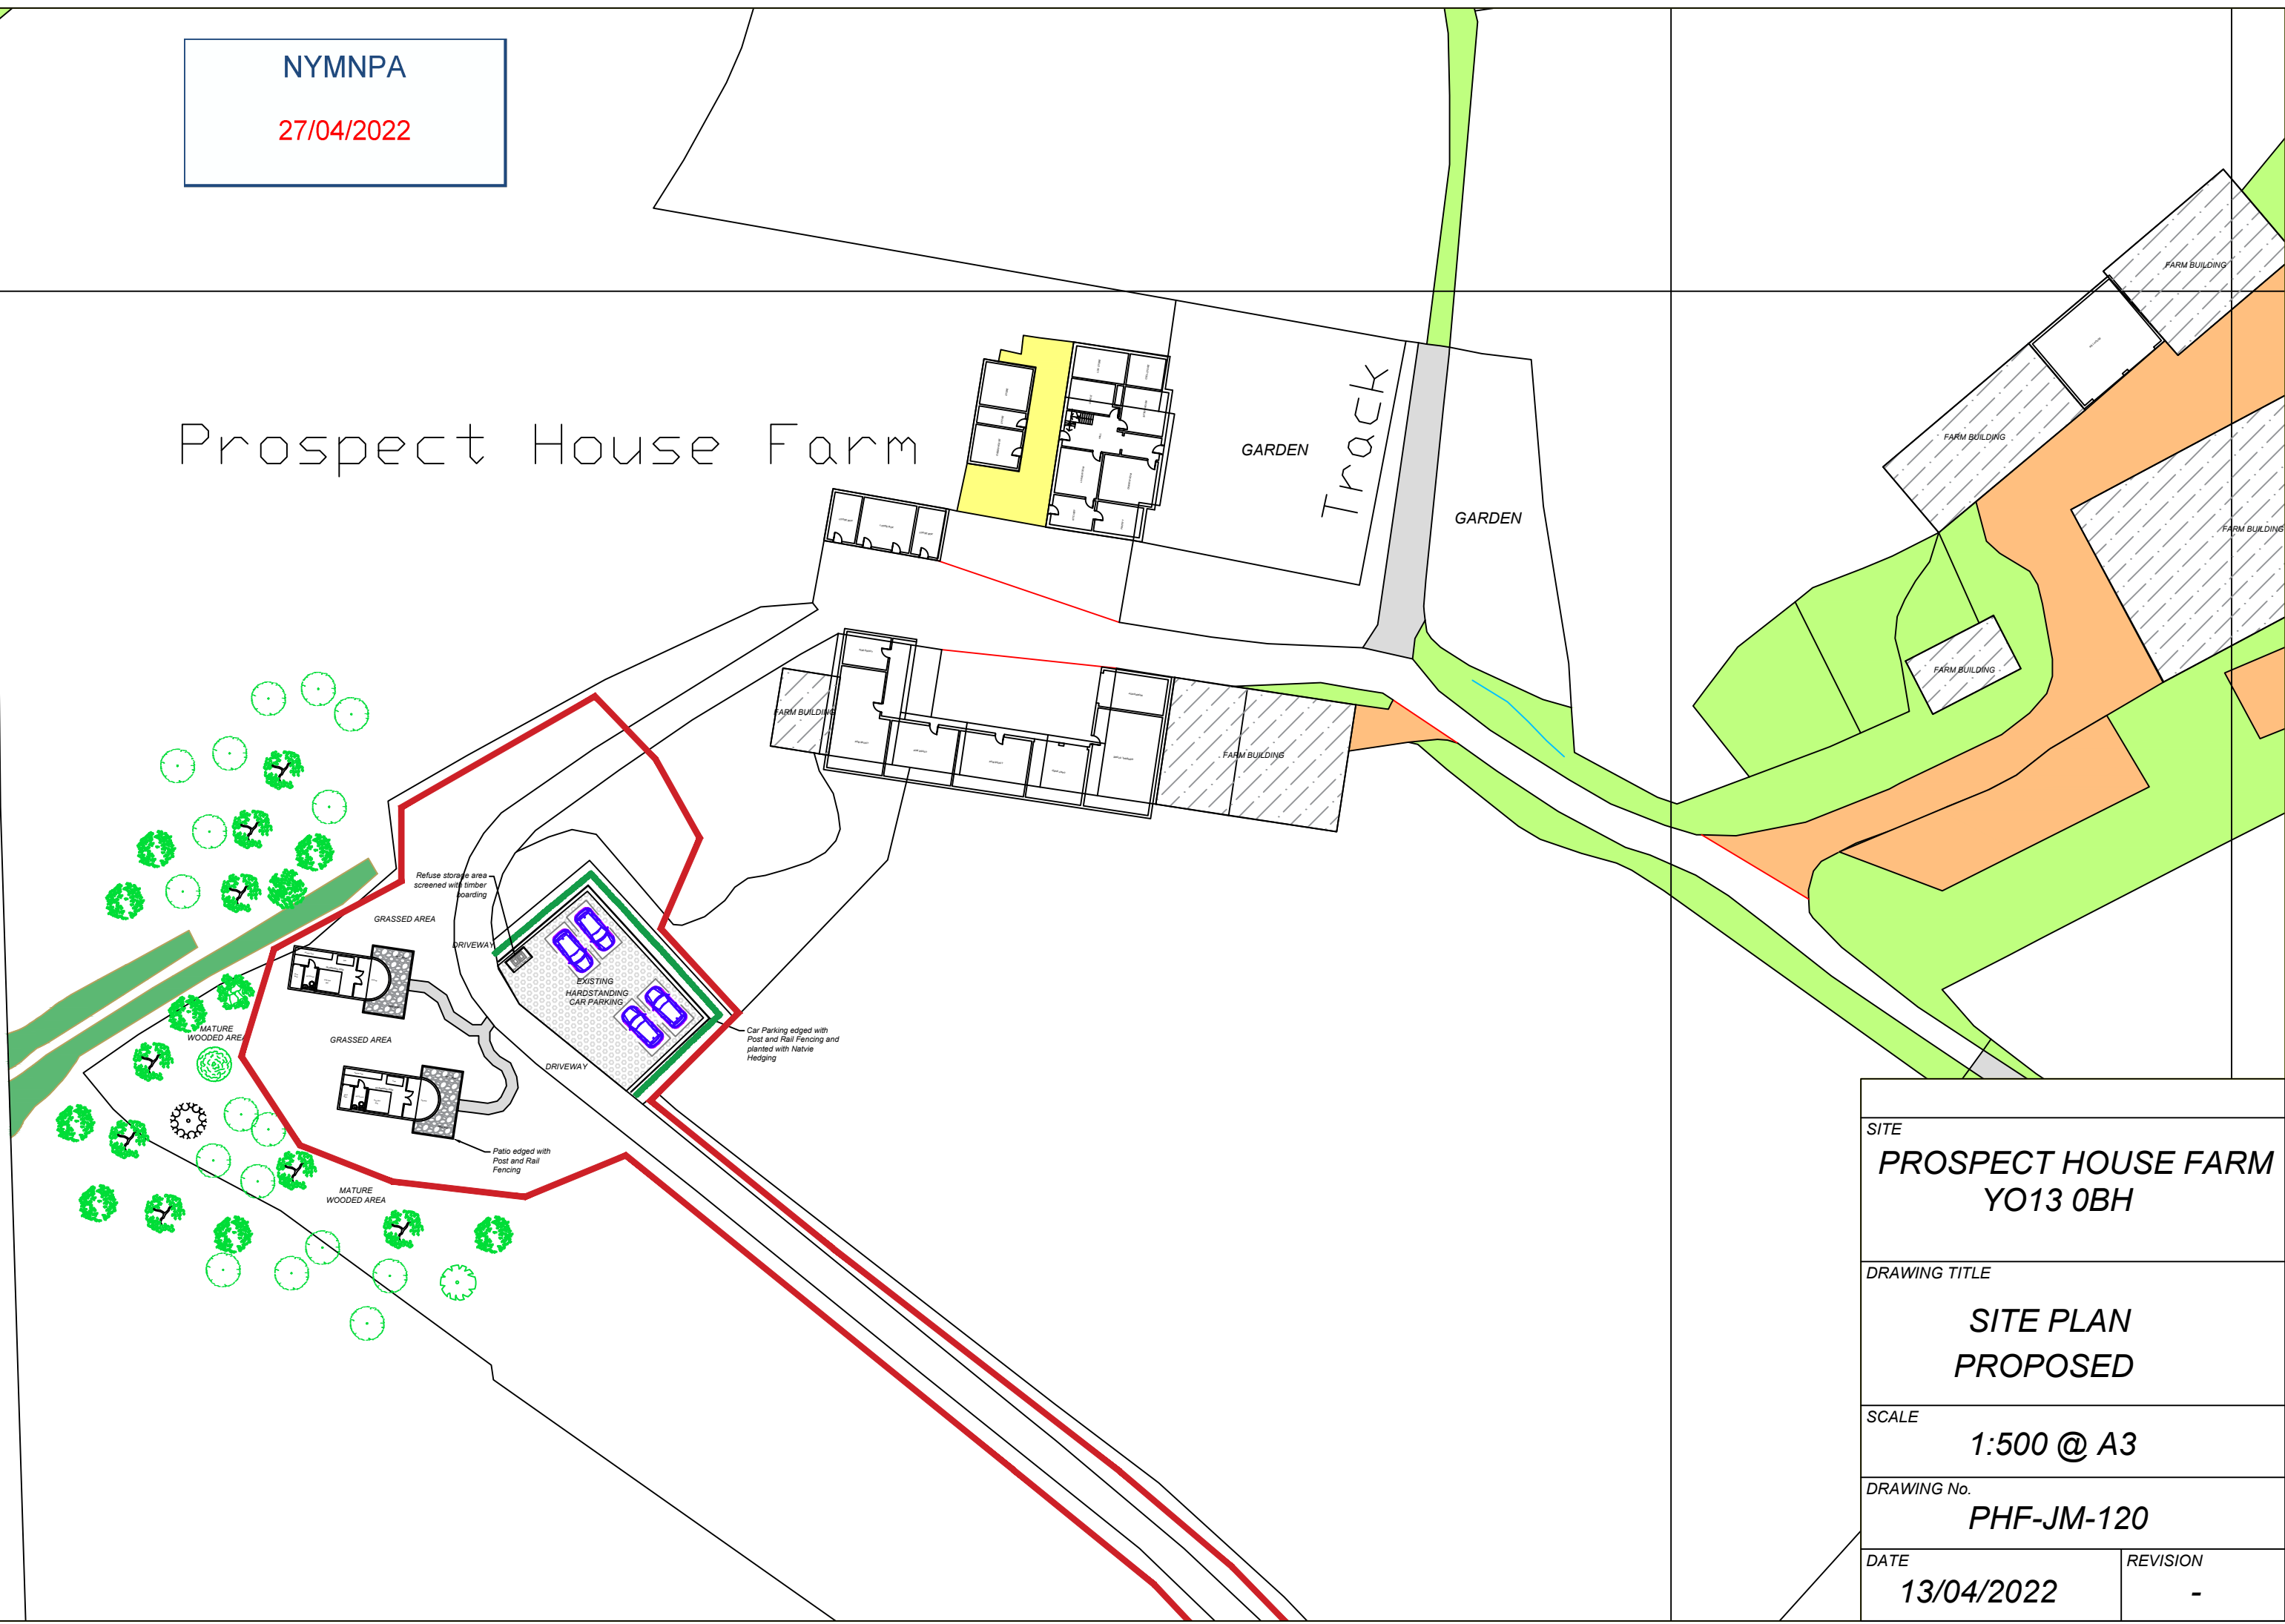 NYMNPA
27/04/2022
Prospect House Farm
Track
GARDEN
GARDEN
FARM BUILDING
FARM BUILDING
FARM BUILDING
FARM BUILDING
FARM BUILDING
FARM BUILDING
Refuse storage area
screened with timber
boarding
GRASSED AREA
DRIVEWAY
EXISTING
HARDSTANDING
CAR PARKING
MATURE
WOODED AREA
GRASSED AREA
DRIVEWAY
Car Parking edged with
Post and Rail Fencing and
planted with Natvie
Hedging
Patio edged with
Post and Rail
Fencing
MATURE
WOODED AREA
SITE
PROSPECT HOUSE FARM
YO13 0BH
DRAWING TITLE
SITE PLAN
PROPOSED
SCALE
1:500 @ A3
DRAWING No.
PHF-JM-120
DATE
13/04/2022
REVISION
-